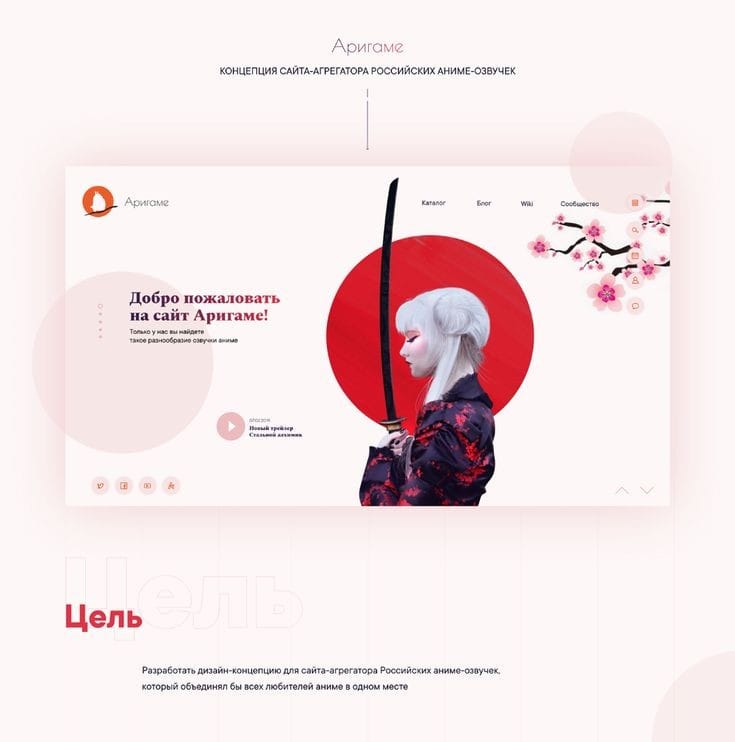 Аригаме
КОНЦЕПЦИЯ САЙТА-АГРЕГАТОРА РОССИЙСКИХ АНИМЕ-ОЗВУЧЕК
Аригаме
Каталог
Блог
Wiki
Сообщество
Добро пожаловать
на сайт Аригаме!
Только у нас вы найдете
такое разнообразие озвучки аниме
Новый трейлер
Стальной алхимик
Цель
Цель
Разработать дизайн-концепцию для сайта-агрегатора Российских аниме-озвучек,
который объединял бы всех любителей аниме в одном месте